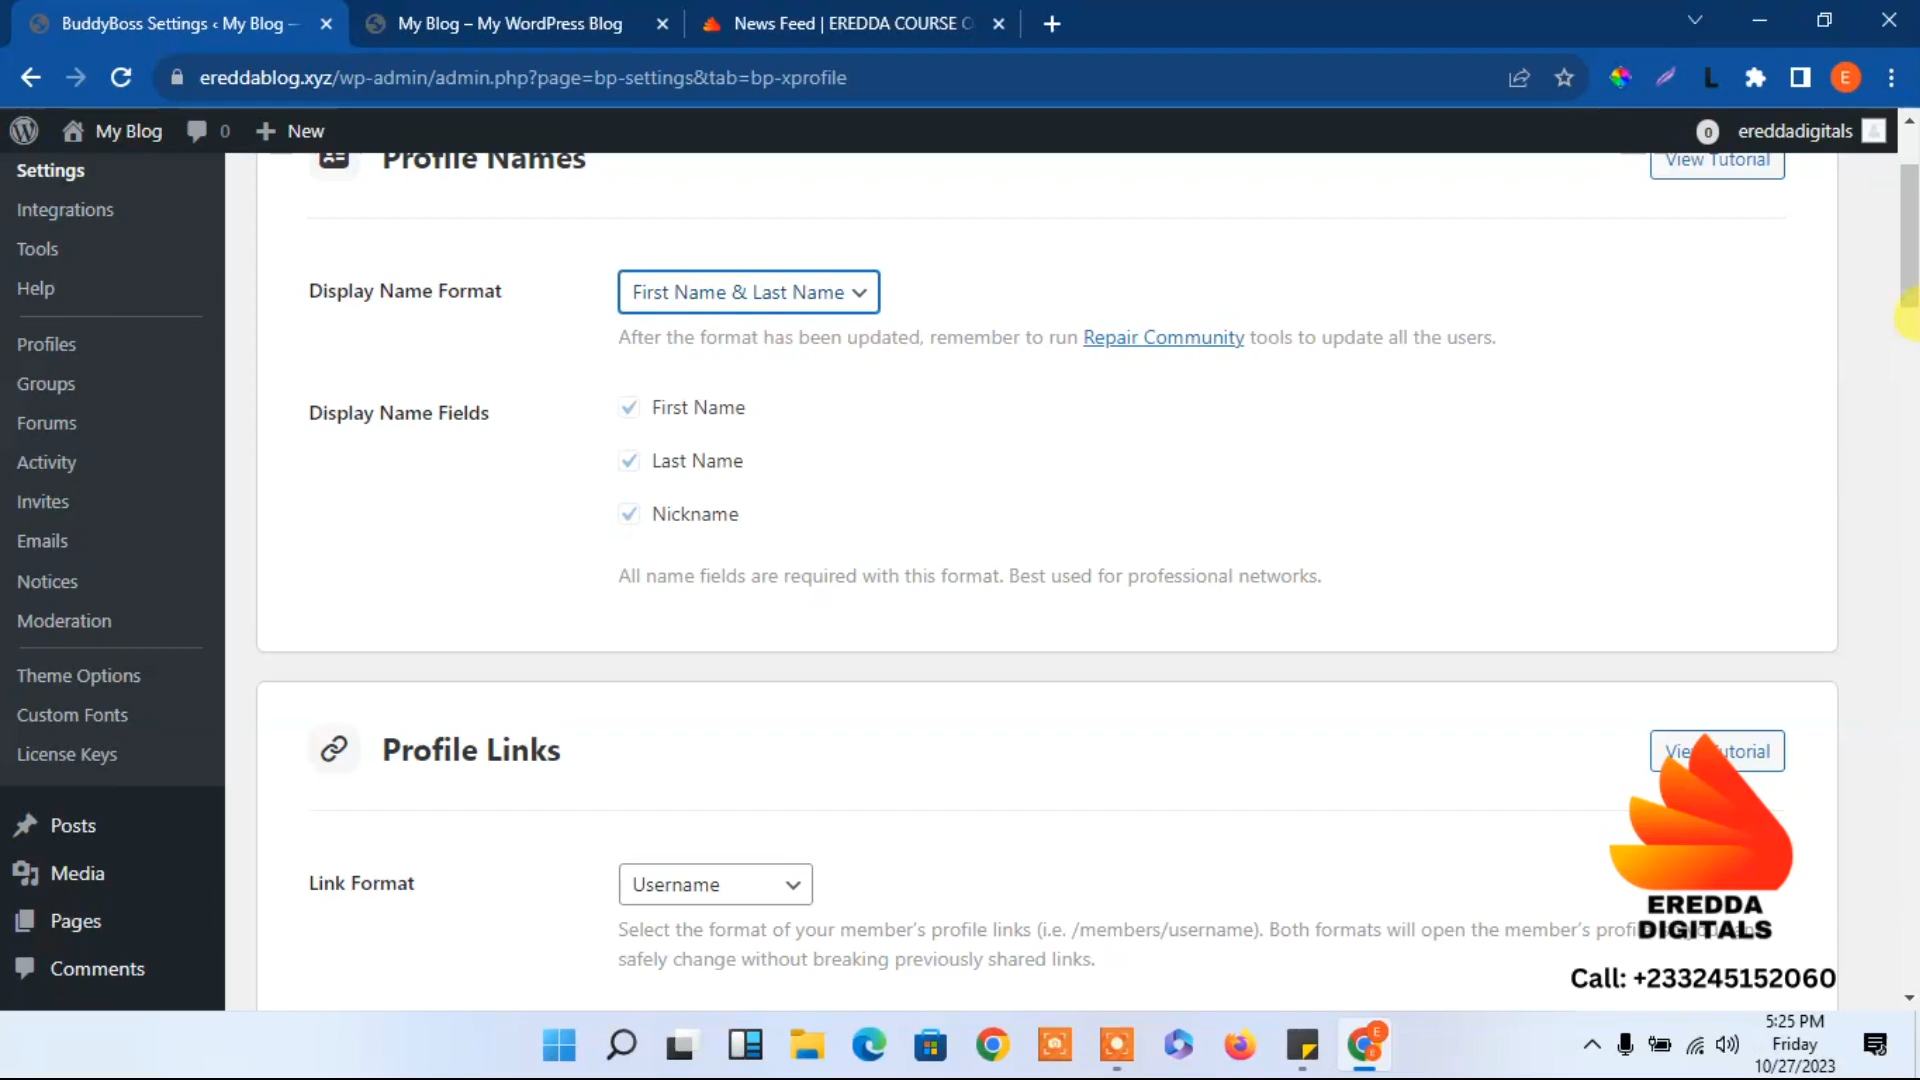 BuddyBoss Settings ‹ My Blog –
My Blog – My WordPress Blog
News Feed | EREDDA COURSE
ereddablog.xyz/wp-admin/admin.php?page=bp-settings&tab=bp-xprofile
L
E
My Blog
0
New
0
ereddadigitals
Settings
Integrations
Tools
Help
Profiles
Groups
Forums
Activity
Invites
Emails
Notices
Moderation
Theme Options
Custom Fonts
License Keys
Posts
Media
Pages
Comments
Profile Names
View Tutorial
Display Name Format
First Name & Last Name
After the format has been updated, remember to run Repair Community tools to update all the users.
Display Name Fields
First Name
Last Name
Nickname
All name fields are required with this format. Best used for professional networks.
Profile Links
View Tutorial
Link Format
Username
Select the format of your member's profile links (i.e. /members/username). Both formats will open the member's
safely change without breaking previously shared links.
EREDDA
DIGITALS
Call: +233245152060
5:25 PM
Friday
10/27/2023